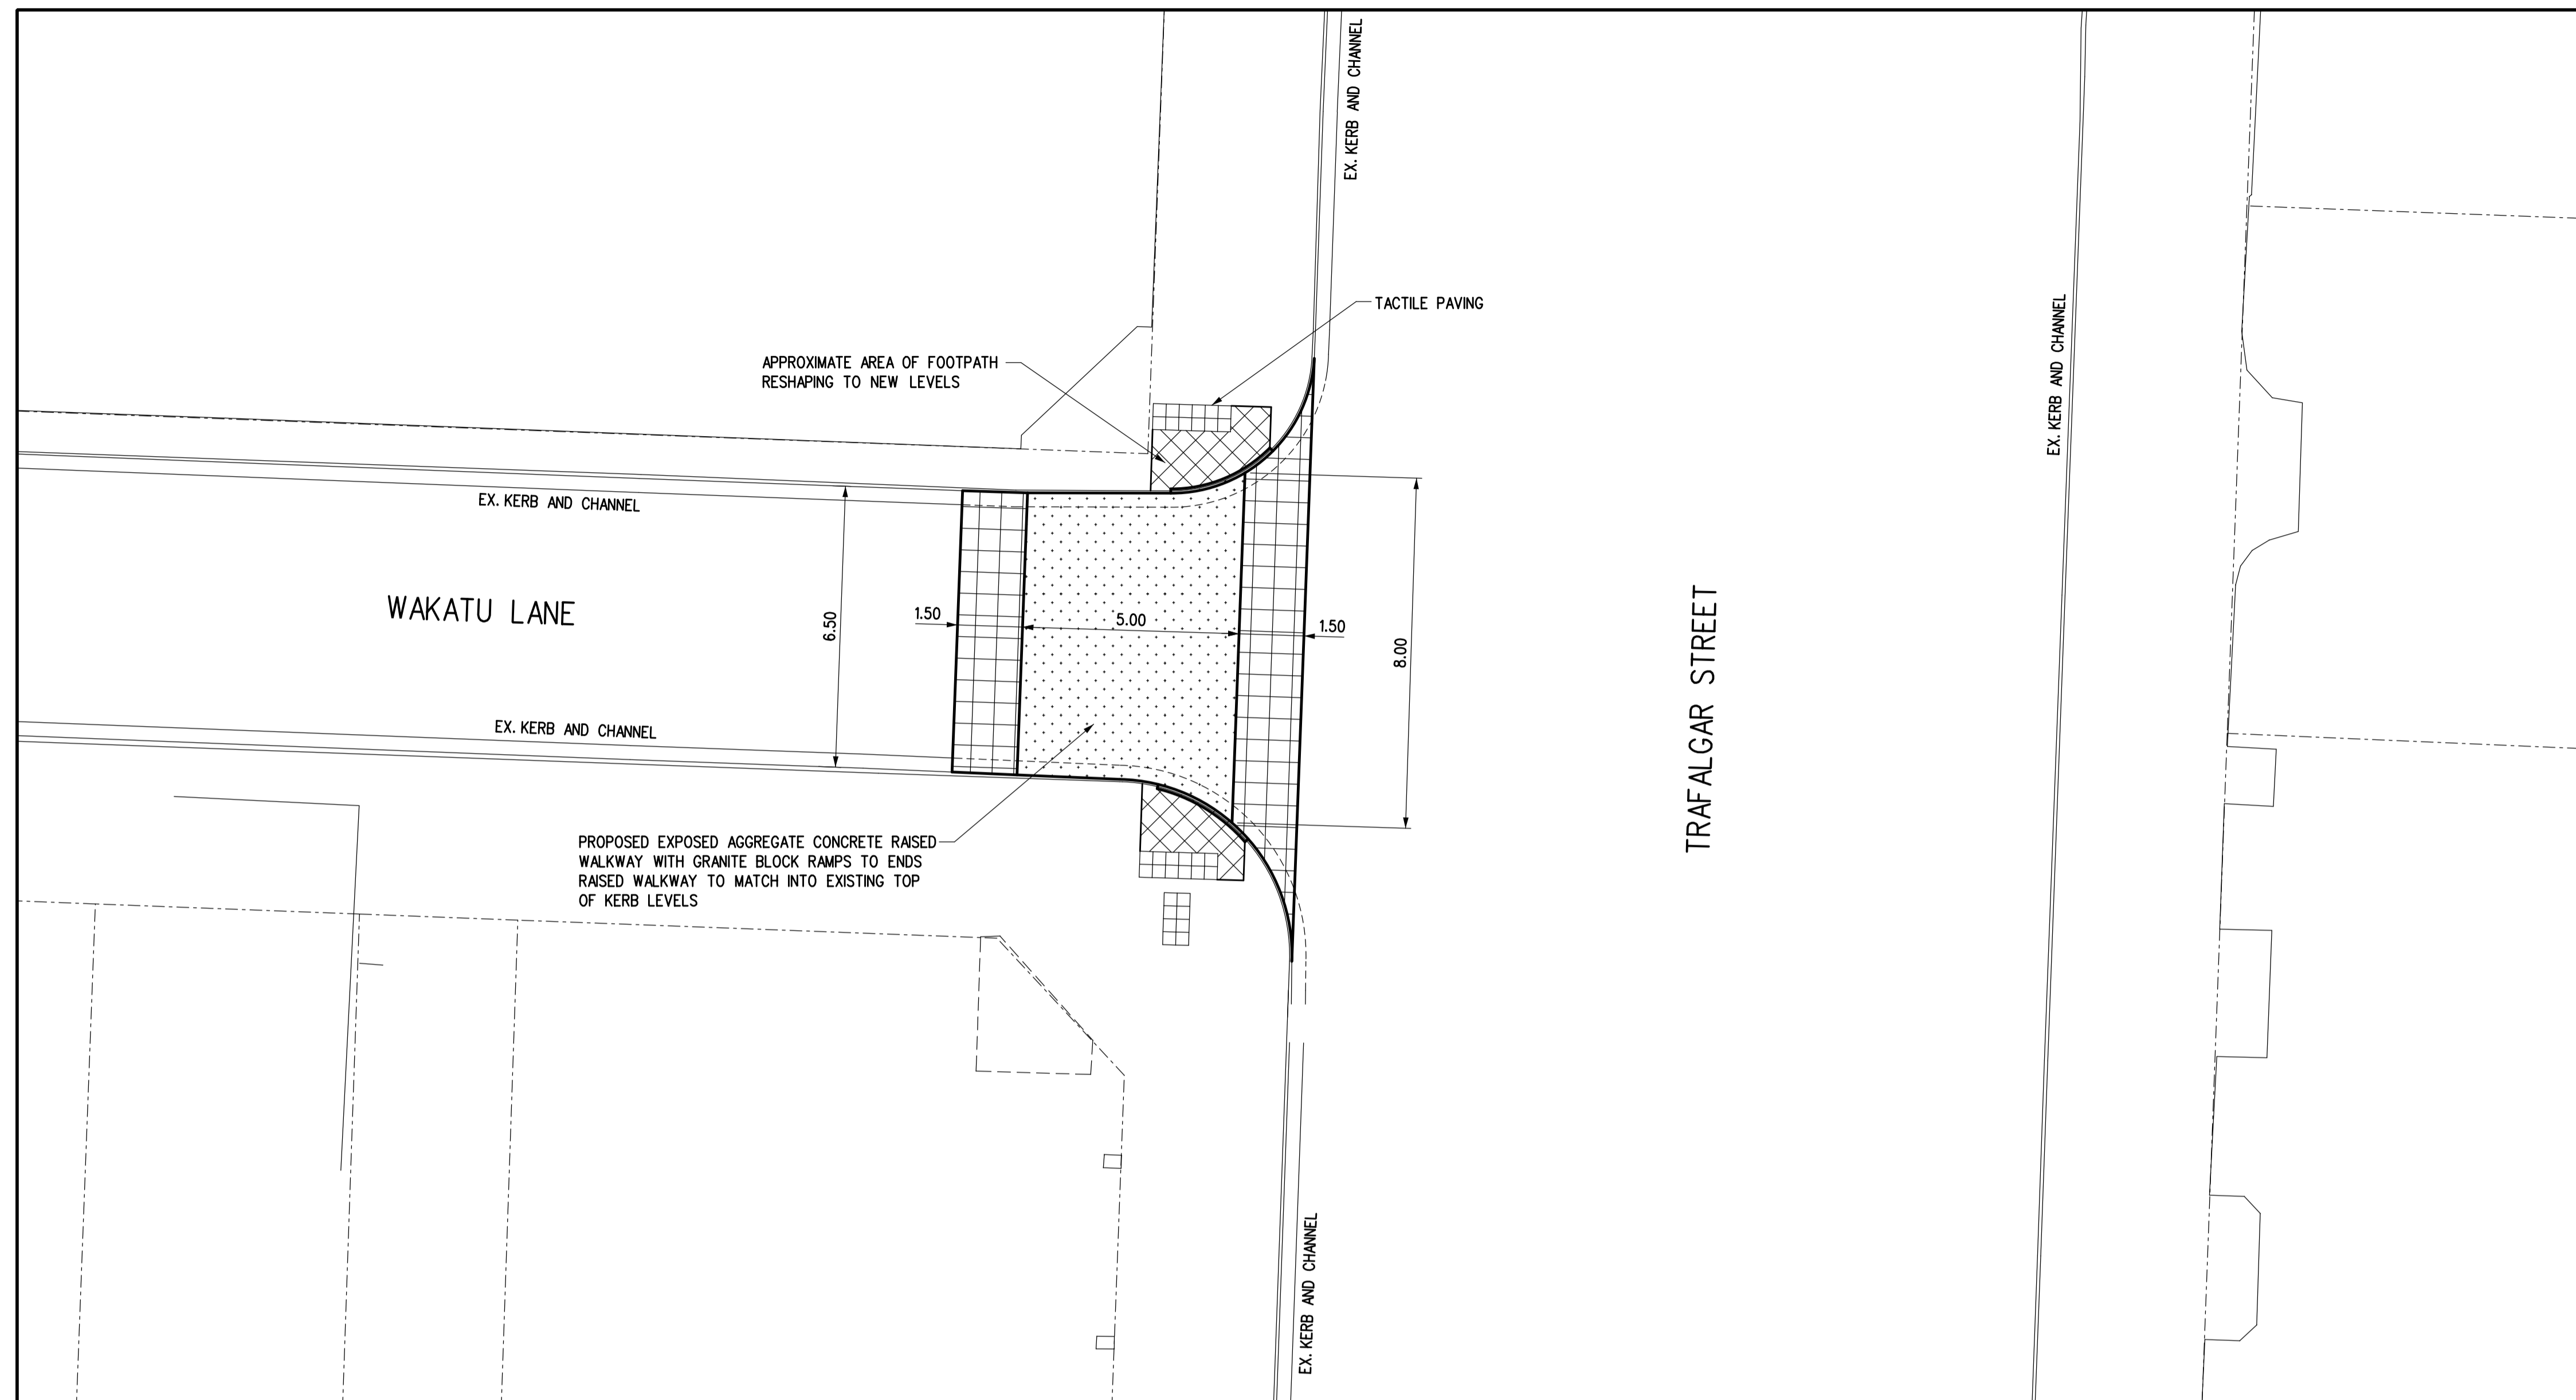 EX. KERB AND CHANNEL
TACTILE PAVING
APPROXIMATE AREA OF FOOTPATH
RESHAPING TO NEW LEVELS
EX. KERB AND CHANNEL
EX. KERB AND CHANNEL
WAKATU LANE
6.50
1.50
5.00
1.50
8.00
TRAFALGAR STREET
EX. KERB AND CHANNEL
PROPOSED EXPOSED AGGREGATE CONCRETE RAISED
WALKWAY WITH GRANITE BLOCK RAMPS TO ENDS
RAISED WALKWAY TO MATCH INTO EXISTING TOP
OF KERB LEVELS
EX. KERB AND CHANNEL